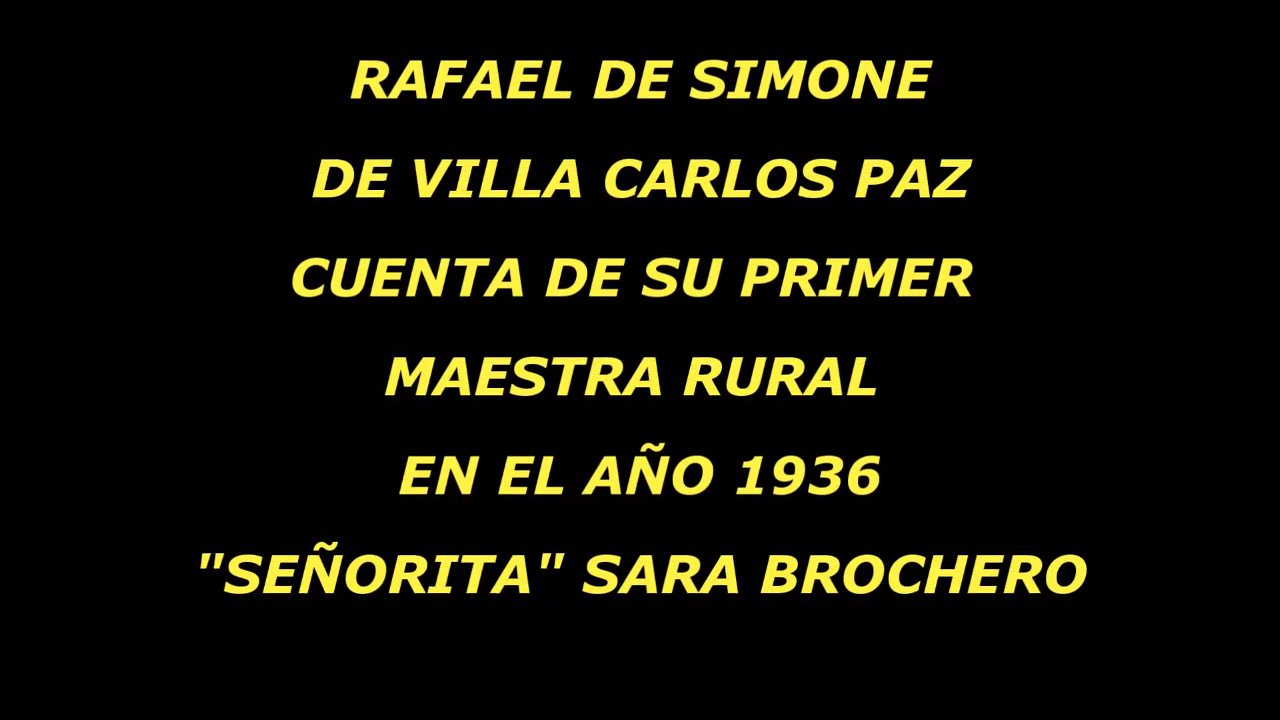 RAFAEL DE SIMONE
DE VILLA CARLOS PAZ
CUENTA DE SU PRIMER
MAESTRA RURAL
EN EL AÑO 1936
"SEÑORITA" SARA BROCHERO